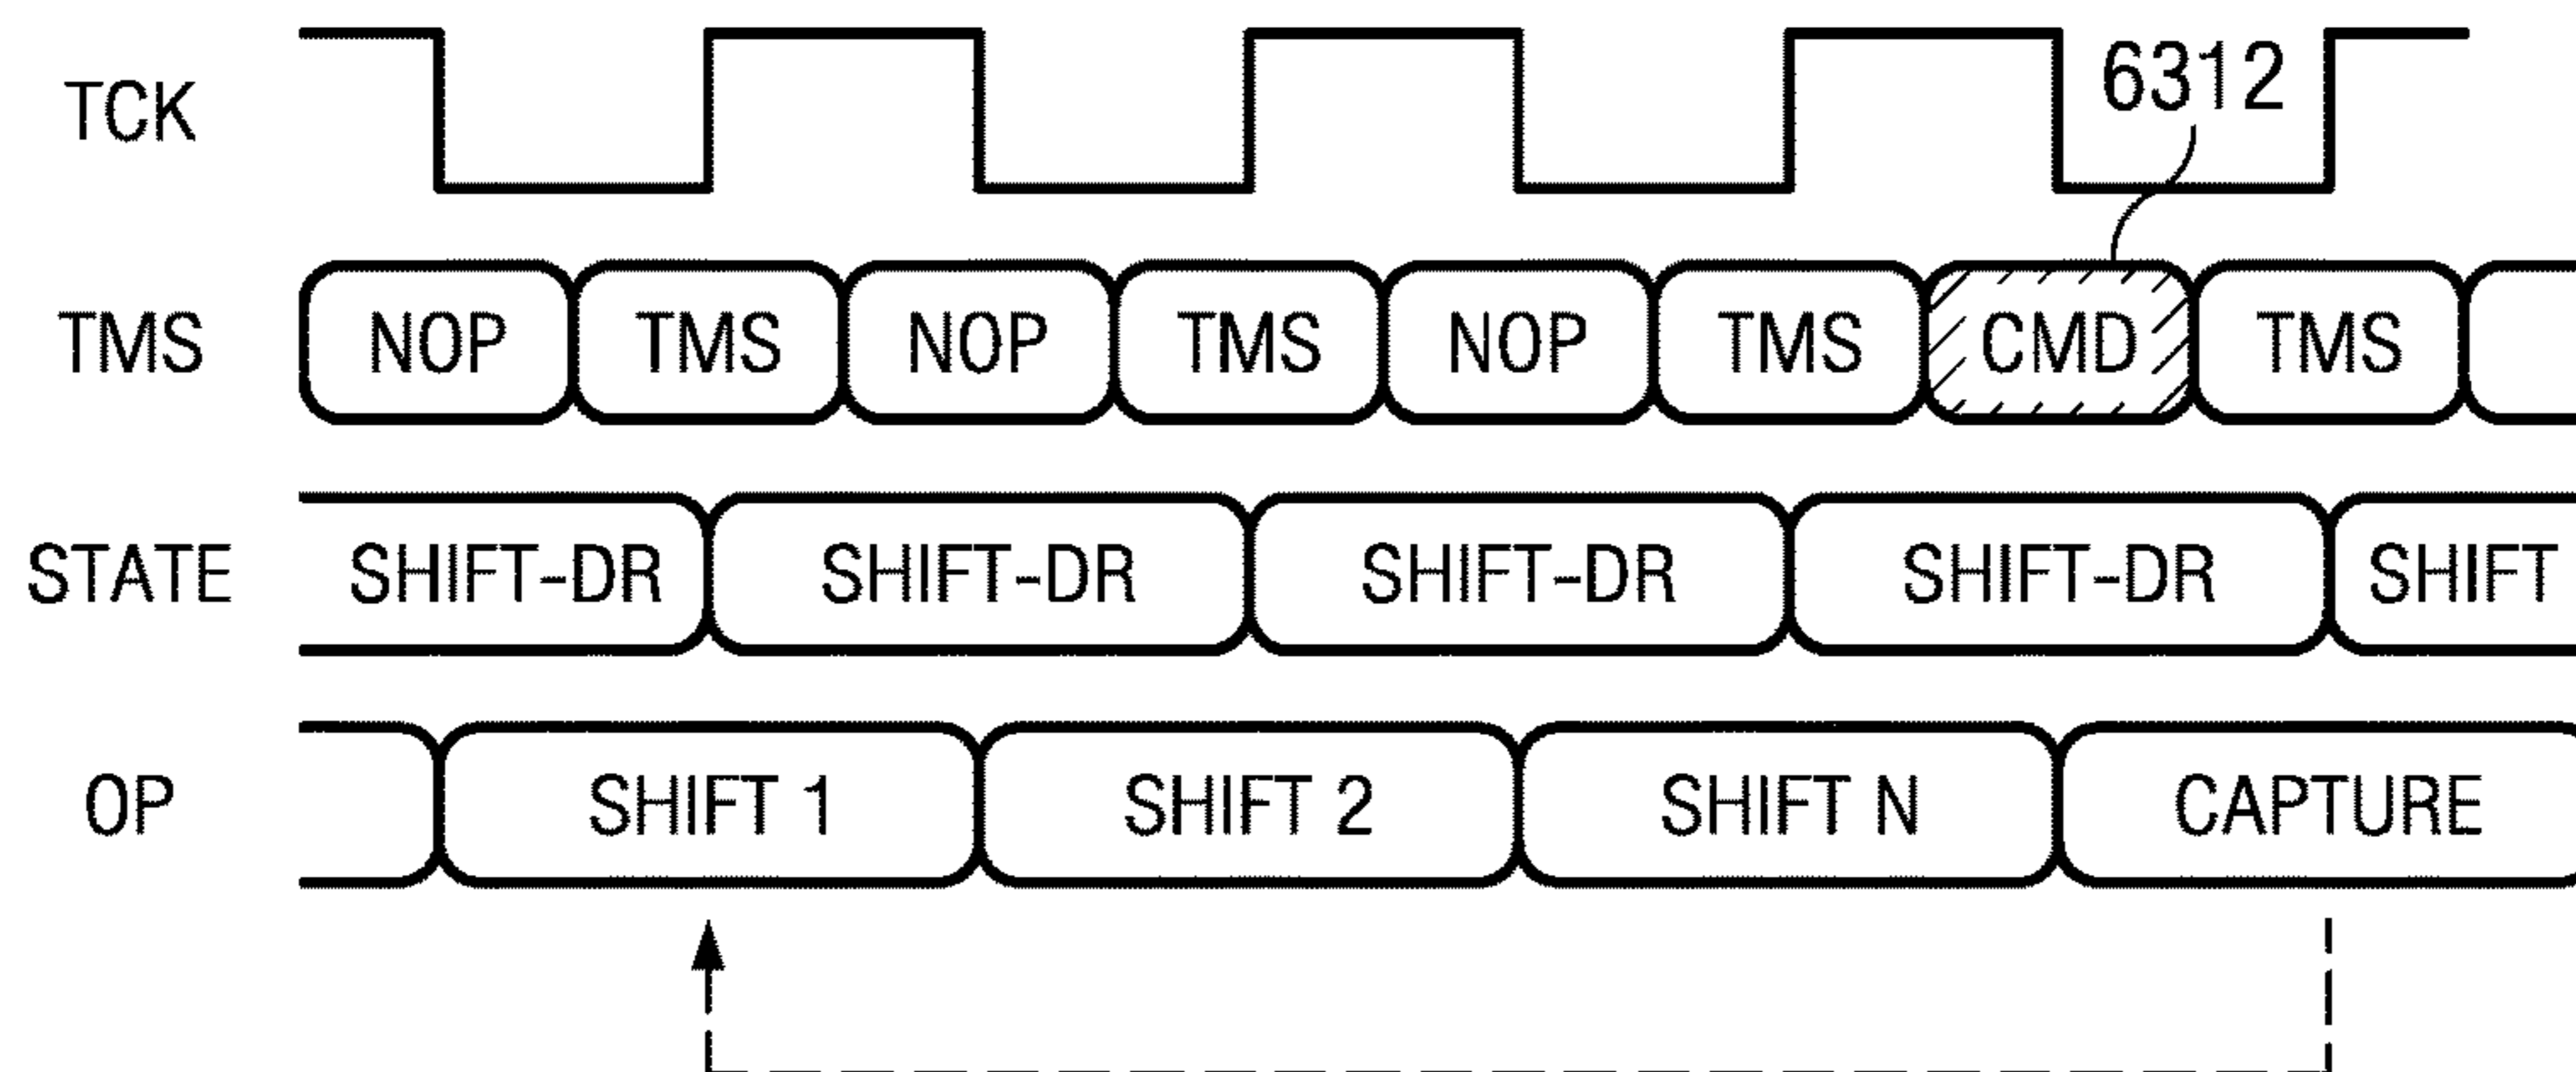 TCK 6312
TMS NOP TMS NOP TMS NOP TMS CMD TMS
STATE SHIFT-DR SHIFT-DR SHIFT-DR SHIFT-DR SHIFT
OP SHIFT 1 SHIFT 2 SHIFT N CAPTURE